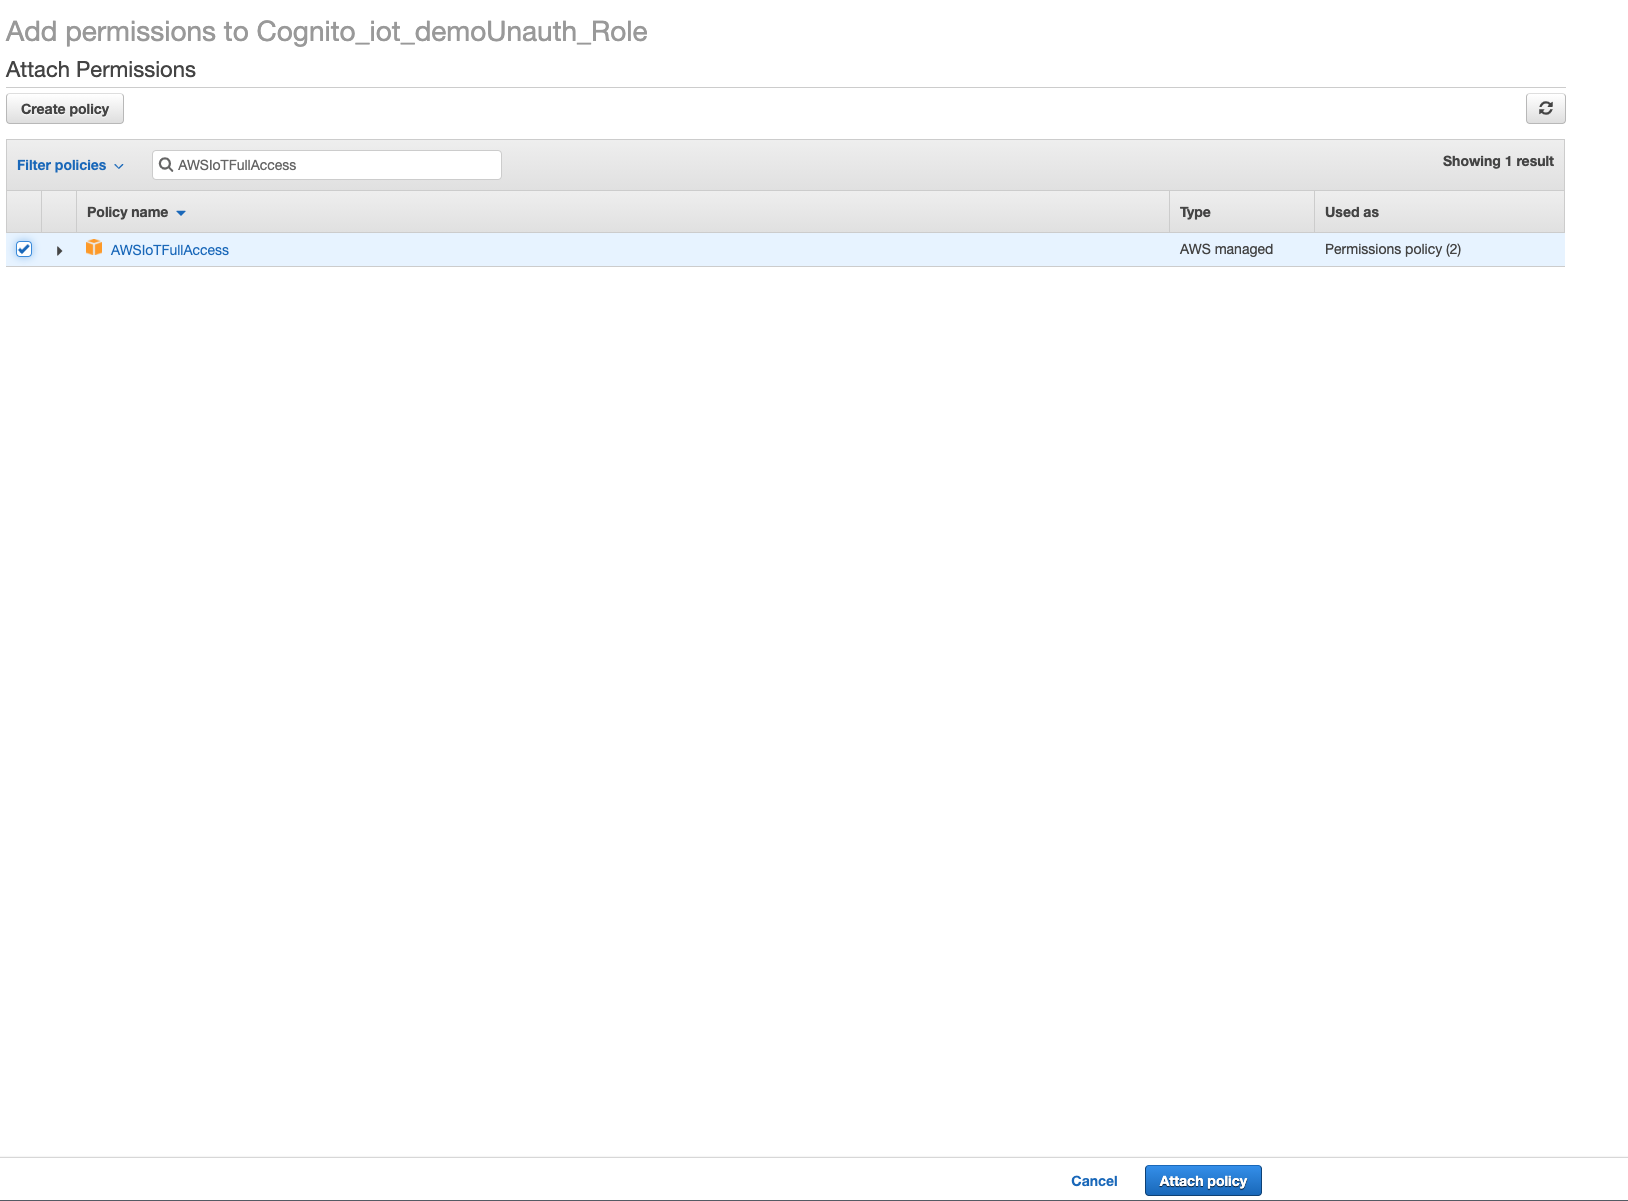 Add permissions to Cognito_iot_demoUnauth_Role
Attach Permissions
Create policy
Filter policies
AWSIoTFullAccess
Showing 1 result
Policy name
Type
Used as
AWSIoTFullAccess
AWS managed
Permissions policy (2)
Cancel
Attach policy